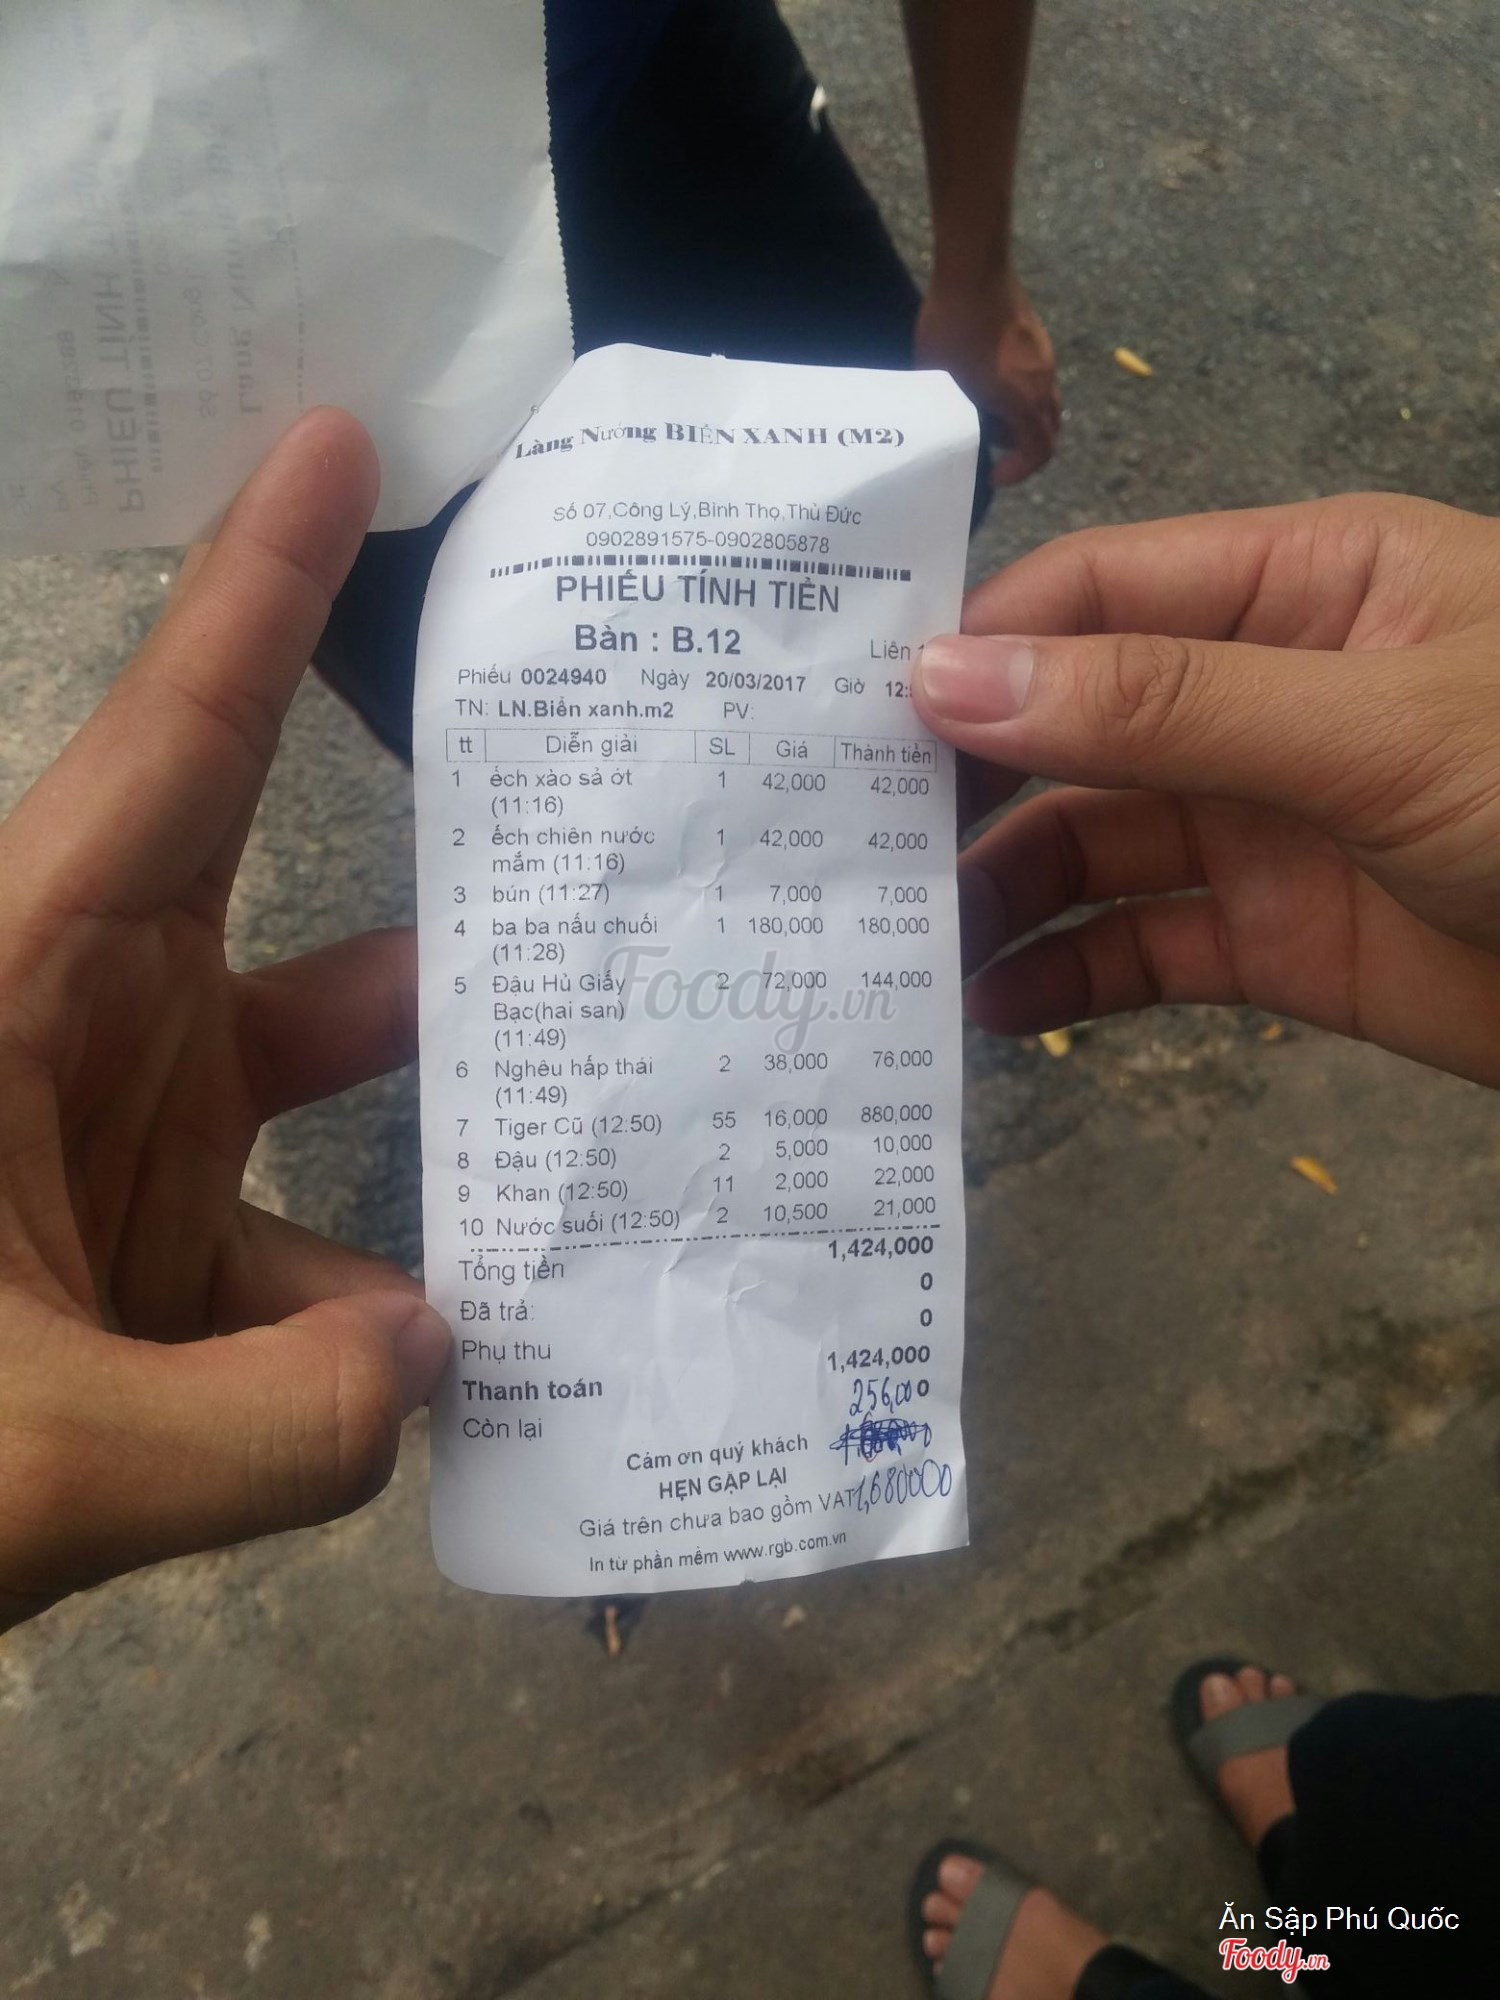 Làng Nướng BIỂN XANH (M2)
Số 07,Công Lý,Bình Thọ,Thủ Đức
0902891575-0902805878
PHIẾU TÍNH TIỀN
Bàn : B.12
Liên
Phiếu 0024940 Ngày 20/03/2017 Giờ 12:
TN: LN.Biển xanh.m2 PV:
tt Diễn giải SL Giá Thành tiền
1 ếch xào sả ớt 1 42,000 42,000
(11:16)
2 ếch chiên nước 1 42,000 42,000
mắm (11:16)
3 bún (11:27) 1 7,000 7,000
4 ba ba nấu chuối 1 180,000 180,000
(11:28)
5 Đậu Hủ Giấy 2 72,000 144,000
Bạc(hai san)
(11:49)
6 Nghêu hấp thái 2 38,000 76,000
(11:49)
7 Tiger Cũ (12:50) 55 16,000 880,000
8 Đậu (12:50) 2 5,000 10,000
9 Khan (12:50) 11 2,000 22,000
10 Nước suối (12:50) 2 10,500 21,000
Tổng tiền 1,424,000
Đã trả: 0
Phụ thu 0
Thanh toán 1,424,000
Còn lại 0
256,00
Cám ơn quý khách
HẸN GẶP LẠI
1,680000
Giá trên chưa bao gồm VAT
In từ phần mềm www.rgb.com.vn
Foody.vn
Ăn Sập Phú Quốc
Foody.vn